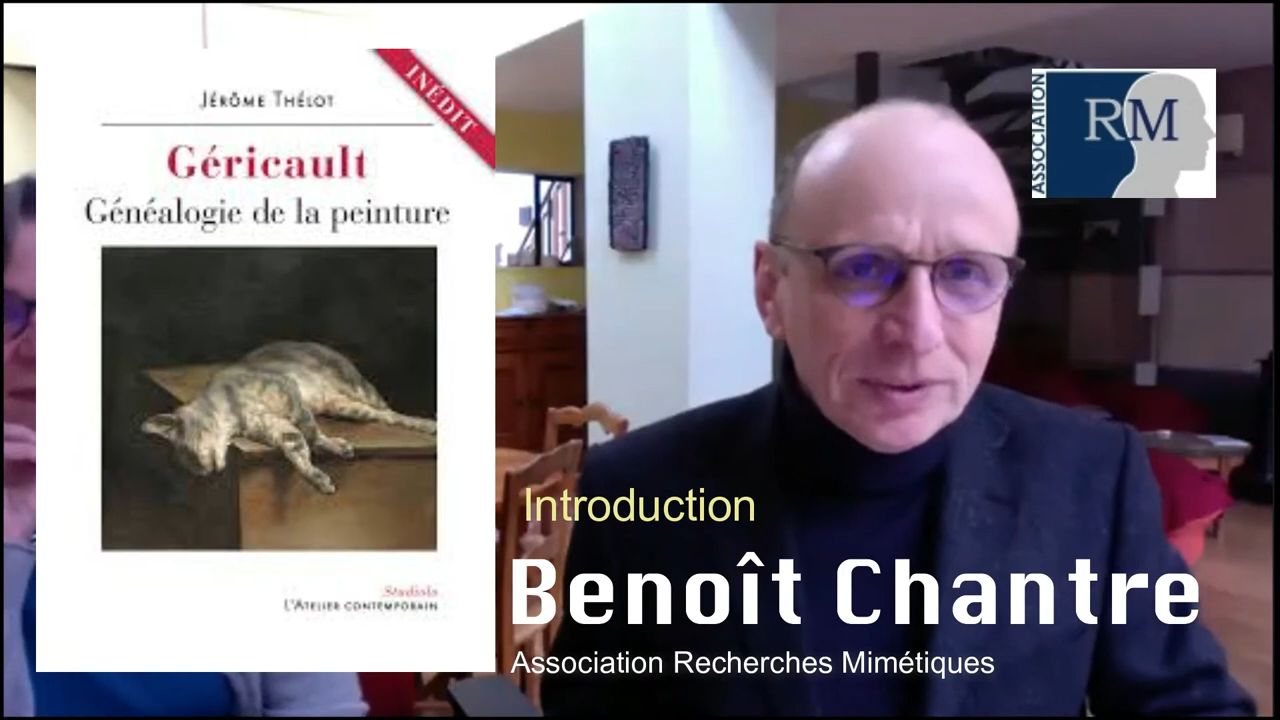 JÉRÔME THÉLOT
INÉDIT
Géricault
Généalogie de la peinture
Studiolo
L'ATELIER CONTEMPORAIN
ASSOCIATION
RM
Introduction
Benoît Chantre
Association Recherches Mimétiques